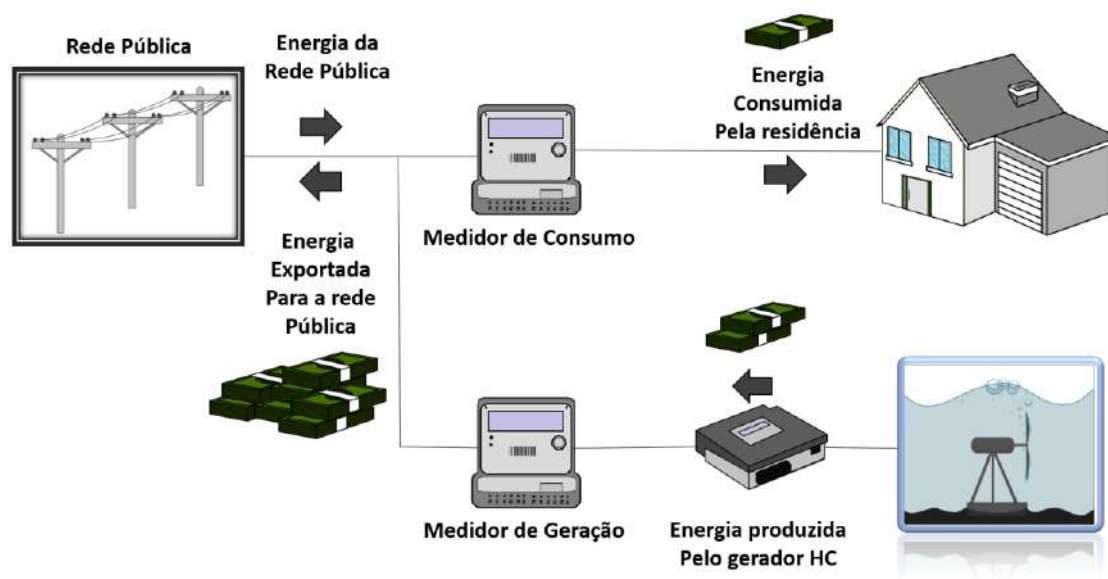 Rede Pública
Energia da
Rede Pública
Energia
Consumida
Pela residência
Medidor de Consumo
Energia
Exportada
Para a rede
Pública
Medidor de Geração
Energia produzida
Pelo gerador HC